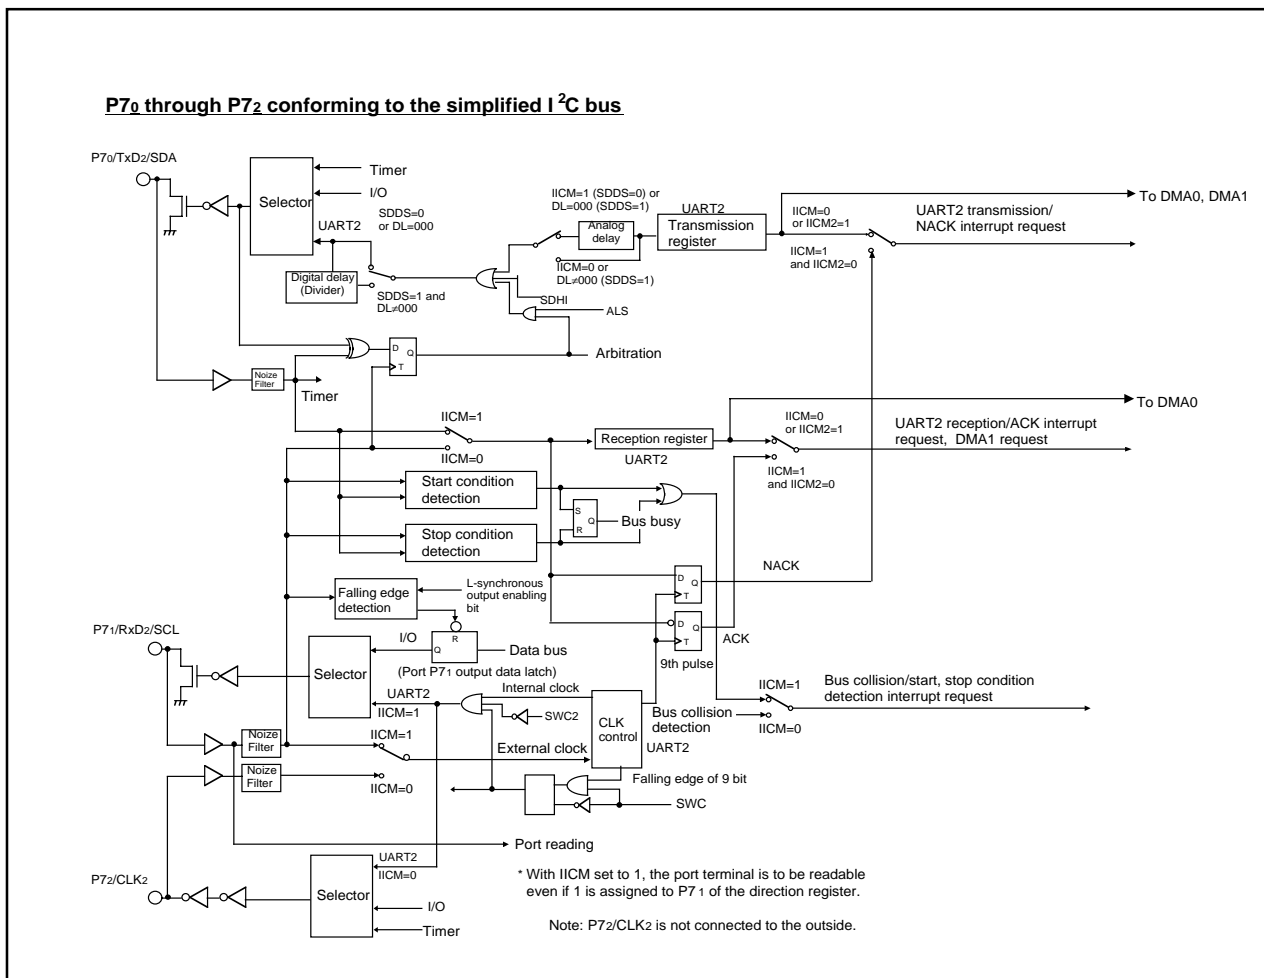 P70 through P72 conforming to the simplified I 2C bus
P70/TxD2/SDA
Selector
Timer
I/O
UART2
SDDS=0
or DL=000
Digital delay
(Divider)
SDDS=1 and
DL≠000
IICM=1 (SDDS=0) or
DL=000 (SDDS=1)
Analog
delay
IICM=0 or
DL≠000 (SDDS=1)
SDHI
ALS
UART2
Transmission
register
IICM=0
or IICM2=1
IICM=1
and IICM2=0
To DMA0, DMA1
UART2 transmission/
NACK interrupt request
D
Q
T
Arbitration
Noize
Filter
Timer
IICM=1
IICM=0
Reception register
UART2
IICM=0
or IICM2=1
IICM=1
and IICM2=0
To DMA0
UART2 reception/ACK interrupt
request, DMA1 request
Start condition
detection
Stop condition
detection
S
Q
R
Bus busy
NACK
D
Q
T
D
Q
T
ACK
9th pulse
Falling edge
detection
L-synchronous
output enabling
bit
P71/RxD2/SCL
Selector
I/O
R
Q
Data bus
(Port P71 output data latch)
UART2
IICM=1
Internal clock
SWC2
CLK
control
UART2
Bus collision
detection
IICM=1
IICM=0
Bus collision/start, stop condition
detection interrupt request
Noize
Filter
IICM=1
External clock
Noize
Filter
IICM=0
Falling edge of 9 bit
SWC
Port reading
P72/CLK2
Selector
UART2
IICM=0
I/O
Timer
* With IICM set to 1, the port terminal is to be readable
even if 1 is assigned to P7 1 of the direction register.
Note: P72/CLK2 is not connected to the outside.